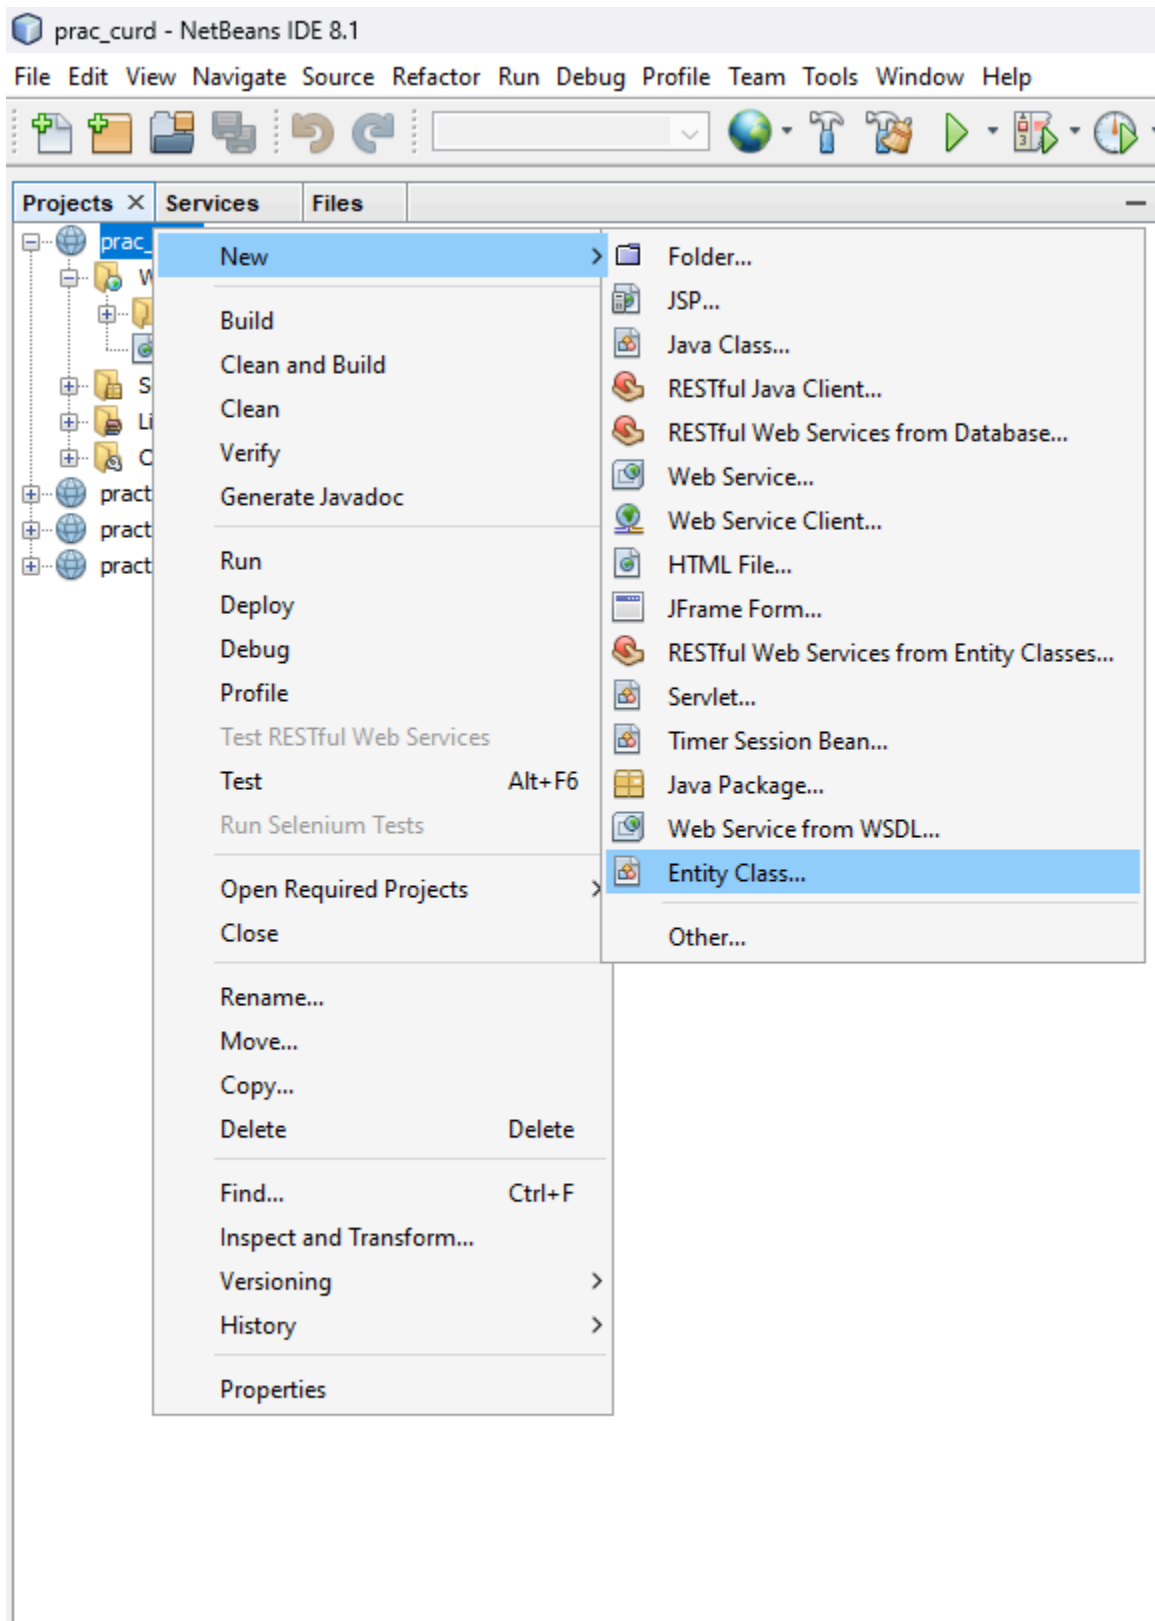 prac_curd - NetBeans IDE 8.1
File Edit View Navigate Source Refactor Run Debug Profile Team Tools Window Help
Projects Services Files
prac_
New
Build
Clean and Build
Clean
Verify
Generate Javadoc
Run
Deploy
Debug
Profile
Test RESTful Web Services
Test Alt+F6
Run Selenium Tests
Open Required Projects
Close
Rename...
Move...
Copy...
Delete Delete
Find... Ctrl+F
Inspect and Transform...
Versioning
History
Properties
Folder...
JSP...
Java Class...
RESTful Java Client...
RESTful Web Services from Database...
Web Service...
Web Service Client...
HTML File...
JFrame Form...
RESTful Web Services from Entity Classes...
Servlet...
Timer Session Bean...
Java Package...
Web Service from WSDL...
Entity Class...
Other...
S
Li
pract
pract
pract